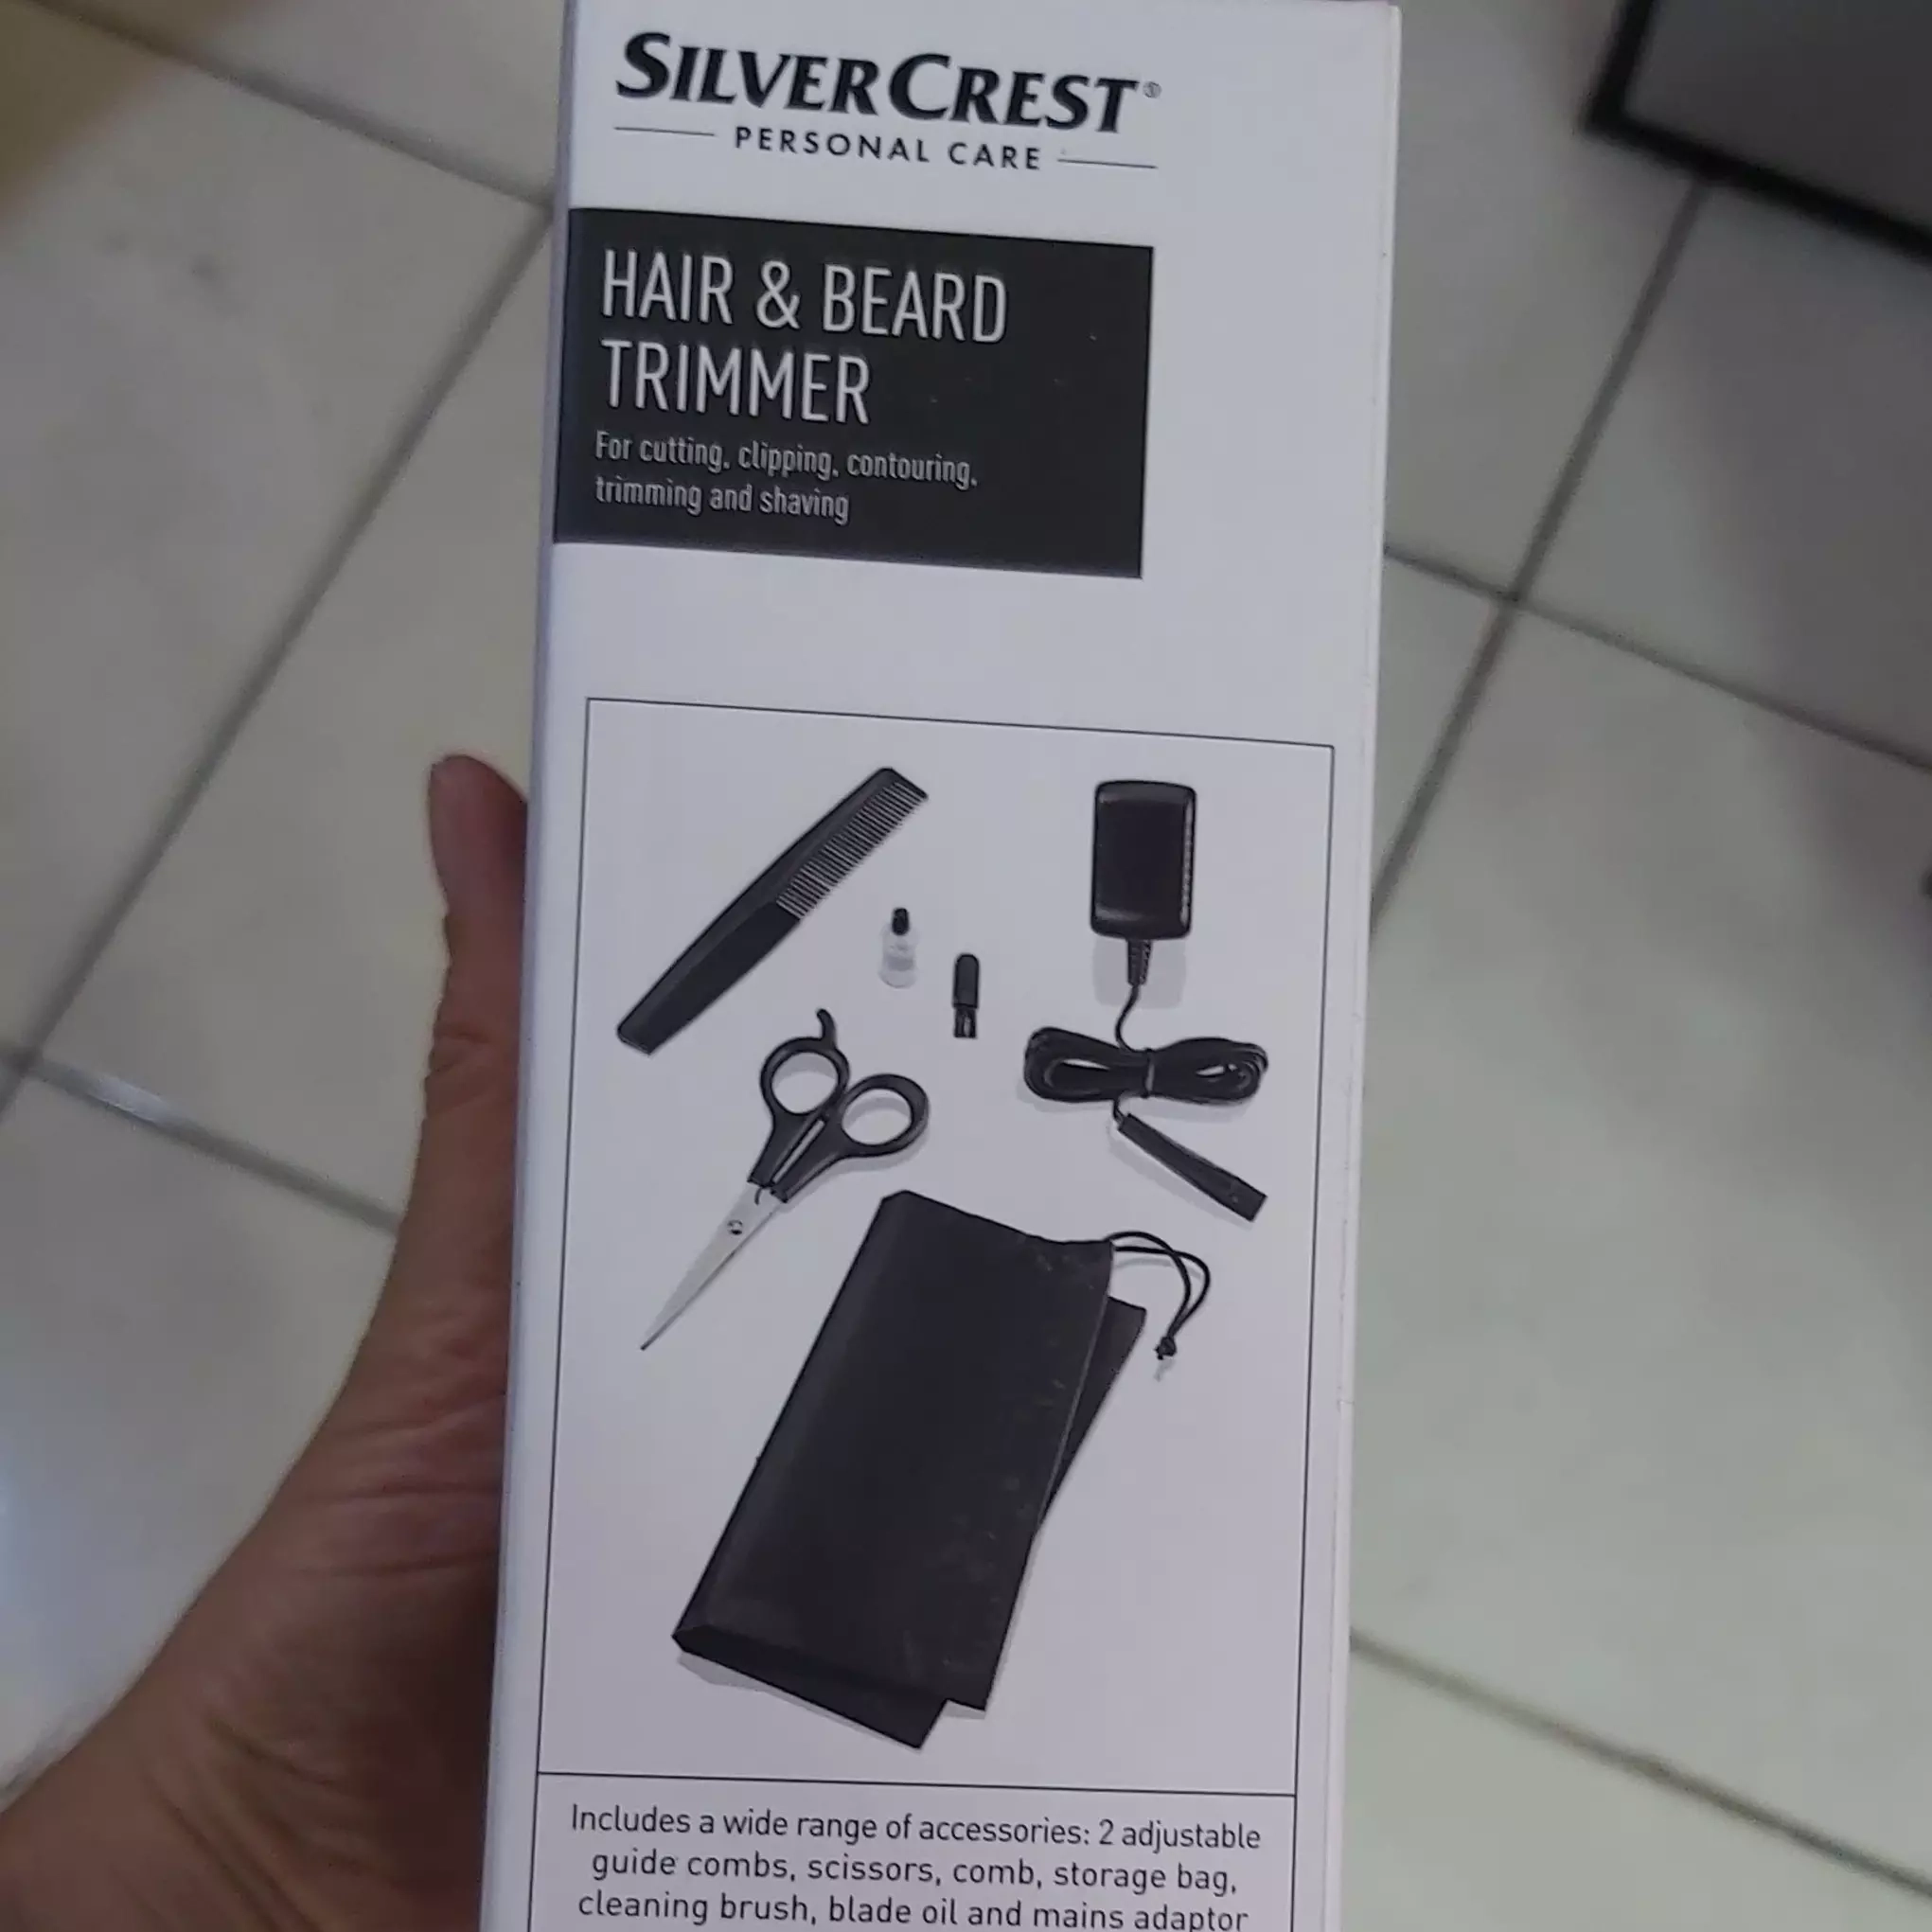 SILVERCREST®
PERSONAL CARE
HAIR & BEARD
TRIMMER
For cutting, clipping, contouring,
trimming and shaving
Includes a wide range of accessories: 2 adjustable
guide combs, scissors, comb, storage bag,
cleaning brush, blade oil and mains adaptor